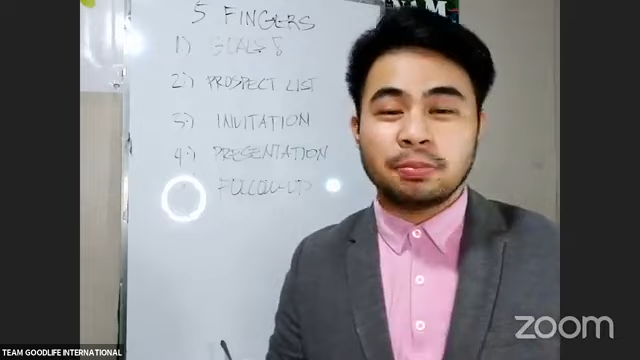 5 FINGERS
1.) GOALS
2.) PROSPECT LIST
3.) INVITATION
4.) PRESENTATION
FOLLOW-UP
zoom
TEAM GOODLIFE INTERNATIONAL